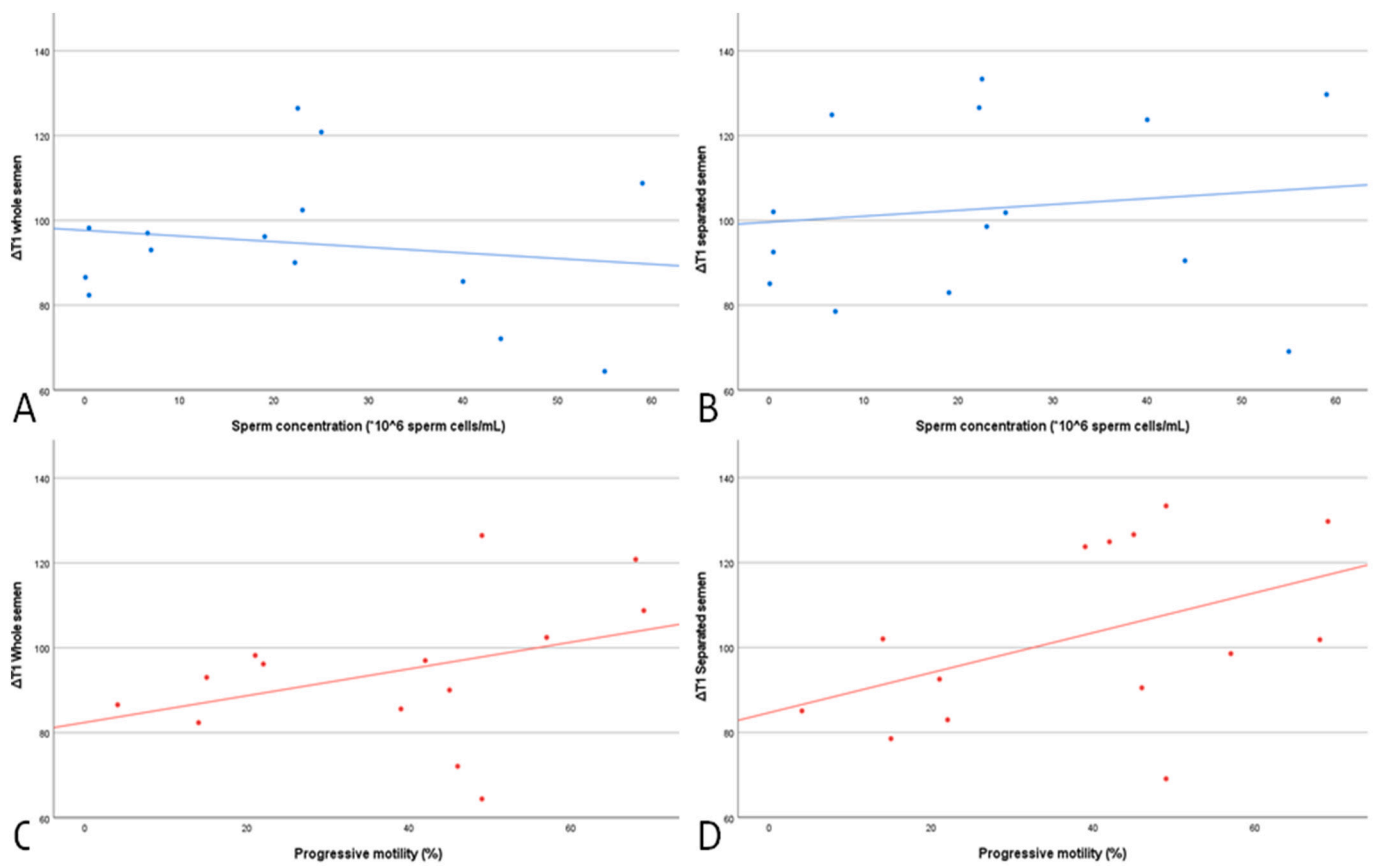 140
120
100
80
60
ΔT1 whole semen
0 10 20 30 40 50 60
Sperm concentration (*10^6 sperm cells/mL)
A
140
120
100
80
60
ΔT1 separated semen
0 10 20 30 40 50 60
Sperm concentration (*10^6 sperm cells/mL)
B
140
120
100
80
60
ΔT1 Whole semen
0 20 40 60
Progressive motility (%)
C
140
120
100
80
60
ΔT1 Separated semen
0 20 40 60
Progressive motility (%)
D